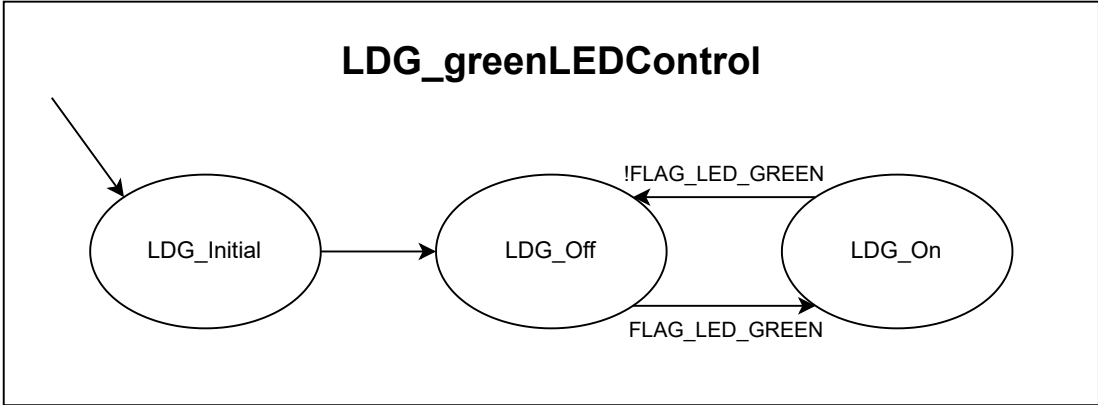 LDG_greenLEDControl
!FLAG_LED_GREEN
LDG_Initial
LDG_Off
LDG_On
FLAG_LED_GREEN